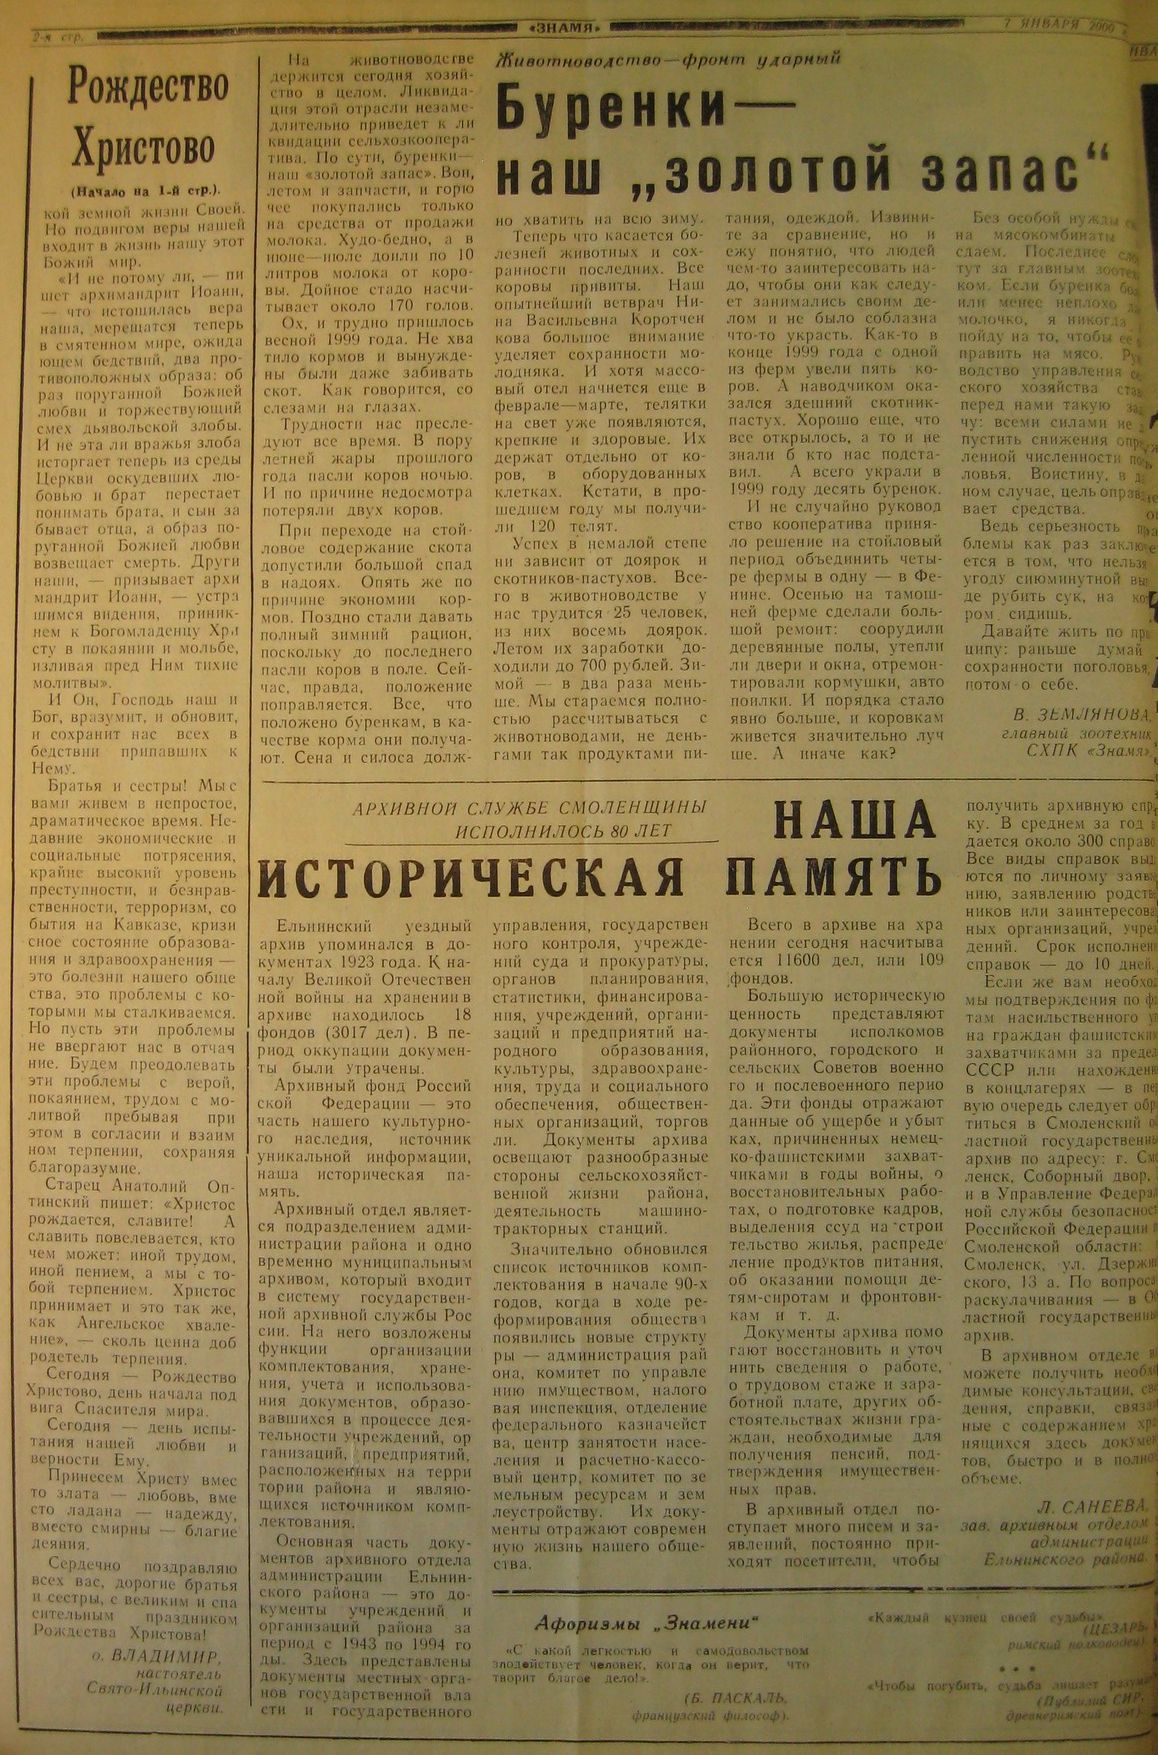 2-я стр.
«ЗНАМЯ»
7 ЯНВАРЯ 2000
Рождество
Христово
(Начало на 1-й стр.).
кой земной жизни Своей.
Но подвигом веры нашей
входит в жизнь нашу этот
Божий мир.
«И не потому ли, — пи
шет архимандрит Иоанн,
— что истощилась вера
наша, мерещатся теперь
в смятенном мире, ожида
ющем бедствий, два про-
тивоположных образа: об
раз поруганной Божией
любви и торжествующий
смех дьявольской злобы.
И не эта ли вражья злоба
исторгает теперь из среды
Церкви оскудевших лю-
бовью и брат перестает
понимать брата, и сын за
бывает отца, а образ по-
руганной Божией любви
возвещает смерть. Други
наши, — призывает архи
мандрит Иоанн, — устра
шимся видения, приник-
нем к Богомладенцу Хри
сту в покаянии и мольбе,
изливая пред Ним тихие
молитвы».
И Он, Господь наш и
Бог, вразумит, и обновит,
и сохранит нас всех в
бедствии припавших к
Нему.
Братья и сестры! Мы с
вами живем в непростое,
драматическое время. Не-
давние экономические и
социальные потрясения,
крайне высокий уровень
преступности, и безнрав-
ственности, терроризм, со
бытия на Кавказе, кризи
сное состояние образова-
ния и здравоохранения —
это болезни нашего обще
ства, это проблемы с ко-
торыми мы сталкиваемся.
Но пусть эти проблемы
не ввергают нас в отчая
ние. Будем преодолевать
эти проблемы с верой,
покаянием, трудом с мо-
литвой пребывая при
этом в согласии и взаим
ном терпении, сохраняя
благоразумие.
Старец Анатолий Оп-
тинский пишет: «Христос
рождается, славите! А
славить повелевается, кто
чем может: иной трудом,
иной пением, а мы с то-
бой терпением. Христос
принимает и это так же,
как Ангельское хвале-
ние», — сколь ценна доб
родетель терпения.
Сегодня — Рождество
Христово, день начала под
вига Спасителя мира.
Сегодня — день испы-
тания нашей любви и
верности Ему.
Принесем Христу вмес
то злата — любовь, вме
сто ладана — надежду,
вместо смирны — благие
деяния.
Сердечно поздравляю
всех вас, дорогие братья
и сестры, с великим и спа
сительным праздником
Рождества Христова!
о. ВЛАДИМИР,
настоятель
Свято-Ильинской
церкви.
Животноводство—фронт ударный
Буренки—
наш „золотой запас“
На животноводстве
держится сегодня хозяй-
ство в целом. Ликвида-
ция этой отрасли незаме-
длительно приведет к ли
квидации сельхозкоопера-
тива. По сути, буренки—
наш «золотой запас». Вон,
летом и запчасти, и горю
чее покупались только
на средства от продажи
молока. Худо-бедно, а в
июне—июле доили по 10
литров молока от коро-
вы. Дойное стадо насчи-
тывает около 170 голов.
Ох, и трудно пришлось
весной 1999 года. Не хва
тило кормов и вынужде-
ны были даже забивать
скот. Как говорится, со
слезами на глазах.
Трудности нас пресле-
дуют все время. В пору
летней жары прошлого
года пасли коров ночью.
И по причине недосмотра
потеряли двух коров.
При переходе на стой-
ловое содержание скота
допустили большой спад
в надоях. Опять же по
причине экономии кор-
мов. Поздно стали давать
полный зимний рацион,
поскольку до последнего
пасли коров в поле. Сей-
час, правда, положение
поправляется. Все, что
положено буренкам, в ка-
честве корма они получа-
ют. Сена и силоса долж-
но хватить на всю зиму.
Теперь что касается бо-
лезней животных и сох-
ранности последних. Все
коровы привиты. Наш
опытнейший ветврач Ни-
на Васильевна Коротчен
кова большое внимание
уделяет сохранности мо-
лодняка. И хотя массо-
вый отел начнется еще в
феврале—марте, телятки
на свет уже появляются,
крепкие и здоровые. Их
держат отдельно от ко-
ров, в оборудованных
клетках. Кстати, в про-
шедшем году мы получи-
ли 120 телят.
Успех в немалой степе
ни зависит от доярок и
скотников-пастухов. Все-
го в животноводстве у
нас трудится 25 человек,
из них восемь доярок.
Летом их заработки до-
ходили до 700 рублей. Зи-
мой — в два раза мень-
ше. Мы стараемся полно-
стью рассчитываться с
животноводами, не день-
гами так продуктами пи-
тания, одеждой. Извини-
те за сравнение, но и
ежу понятно, что людей
чем-то заинтересовать на-
до, чтобы они как следу-
ет занимались своим де-
лом и не было соблазна
что-то украсть. Как-то в
конце 1999 года с одной
из ферм увели пять ко-
ров. А наводчиком ока-
зался здешний скотник-
пастух. Хорошо еще, что
все открылось, а то и не
знали б кто нас подста-
вил. А всего украли в
1999 году десять буренок.
И не случайно руковод
ство кооператива приня-
ло решение на стойловый
период объединить четы-
ре фермы в одну — в Фе-
нине. Осенью на тамош-
ней ферме сделали боль-
шой ремонт: соорудили
деревянные полы, утепли
ли двери и окна, отремон-
тировали кормушки, авто
поилки. И порядка стало
явно больше, и коровкам
живется значительно луч
ше. А иначе как?
Без особой нужды
на мясокомбинаты
сдаем. Последнее
тут за главным зоотех
ком. Если буренка
или менее неплохо
молочко, я никогда
пойду на то, чтобы
править на мясо.
водство управления
ского хозяйства
перед нами такую
чу: всеми силами не
пустить снижения
ленной численности
ловья. Воистину, в
ном случае, цель оправ
вает средства.
Ведь серьезность
блемы как раз заклю
ется в том, что нельзя
угоду сиюминутной
де рубить сук, на
ром сидишь.
Давайте жить по
ципу: раньше думай
сохранности поголовья,
потом о себе.
В. ЗЕМЛЯНОВА,
главный зоотехник
СХПК «Знамя».
АРХИВНОЙ СЛУЖБЕ СМОЛЕНЩИНЫ
ИСПОЛНИЛОСЬ 80 ЛЕТ
НАША
ИСТОРИЧЕСКАЯ ПАМЯТЬ
Ельнинский уездный
архив упоминался в до-
кументах 1923 года. К на-
чалу Великой Отечествен
ной войны на хранении в
архиве находилось 18
фондов (3017 дел). В пе-
риод оккупации докумен-
ты были утрачены.
Архивный фонд Россий
ской Федерации — это
часть нашего культурно-
го наследия, источник
уникальной информации,
наша историческая па-
мять.
Архивный отдел являет-
ся подразделением адми-
нистрации района и одно
временно муниципальным
архивом, который входит
в систему государствен-
ной архивной службы Рос
сии. На него возложены
функции организации
комплектования, хране-
ния, учета и использова-
ния документов, образо-
вавшихся в процессе дея-
тельности учреждений, ор
ганизаций, предприятий,
расположенных на терри
тории района и являю-
щихся источником комп-
лектования.
Основная часть доку-
ментов архивного отдела
администрации Ельнин-
ского района — это до-
кументы учреждений и
организаций района за
период с 1943 по 1994 го
ды. Здесь представлены
документы местных орга-
нов государственной вла
сти и государственного
управления, государствен
ного контроля, учрежде-
ний суда и прокуратуры,
органов планирования,
статистики, финансирова-
ния, учреждений, органи-
заций и предприятий на-
родного образования,
культуры, здравоохране-
ния, труда и социального
обеспечения, обществен-
ных организаций, торгов
ли. Документы архива
освещают разнообразные
стороны сельскохозяйст-
венной жизни района,
деятельность машино-
тракторных станций.
Значительно обновился
список источников комп-
лектования в начале 90-х
годов, когда в ходе ре-
формирования общества
появились новые структу
ры — администрация рай
она, комитет по управле
нию имуществом, налого
вая инспекция, отделение
федерального казначейст
ва, центр занятости насе-
ления и расчетно-кассо-
вый центр, комитет по зе
мельным ресурсам и зем
леустройству. Их доку-
менты отражают современ
ную жизнь нашего обще-
ства.
Всего в архиве на хра
нении сегодня насчитыва
ется 11600 дел, или 109
фондов.
Большую историческую
ценность представляют
документы исполкомов
районного, городского и
сельских Советов военно
го и послевоенного перио
да. Эти фонды отражают
данные об ущербе и убыт
ках, причиненных немец-
ко-фашистскими захват-
чиками в годы войны, о
восстановительных рабо-
тах, о подготовке кадров,
выделения ссуд на строи
тельство жилья, распреде
ление продуктов питания,
об оказании помощи де-
тям-сиротам и фронтови-
кам и т. д.
Документы архива помо
гают восстановить и уточ
нить сведения о работе,
о трудовом стаже и зара-
ботной плате, других об-
стоятельствах жизни гра-
ждан, необходимые для
получения пенсий, под-
тверждения имуществен-
ных прав.
В архивный отдел по-
ступает много писем и за-
явлений, постоянно при-
ходят посетители, чтобы
получить архивную спр
ку. В среднем за год
дается около 300 справо
Все виды справок выд
ются по личному заявл
нию, заявлению родств
ников или заинтересова
ных организаций, учре
дений. Срок исполнен
справок — до 10 дней.
Если же вам необхо
мы подтверждения по ф
там насильственного
на граждан фашистски
захватчиками за преде
СССР или нахождени
в концлагерях — в пе
вую очередь следует обр
титься в Смоленский о
ластной государственны
архив по адресу: г. Смо
ленск, Соборный двор,
и в Управление Федера
ной службы безопаснос
Российской Федерации
Смоленской области:
Смоленск, ул. Дзержи
ского, 13 а. По вопроса
раскулачивания — в О
ластной государственны
архив.
В архивном отделе
можете получить необхо
димые консультации, све
дения, справки, связа
ные с содержанием хра
нящихся здесь докумен
тов, быстро и в полно
объеме.
Л. САНЕЕВА,
зав. архивным отделом
администрации
Ельнинского района.
Афоризмы „Знамени“
«С какой легкостью и самодовольством
злодействует человек, когда он верит, что
творит благое дело!».
(Б. ПАСКАЛЬ,
французский философ).
«Каждый кузнец своей судьбы».
(ЦЕЗАРЬ,
римский полководец).
* * *
«Чтобы погубить, судьба лишает разума»
(Публилий СИР,
древнеримский поэт).